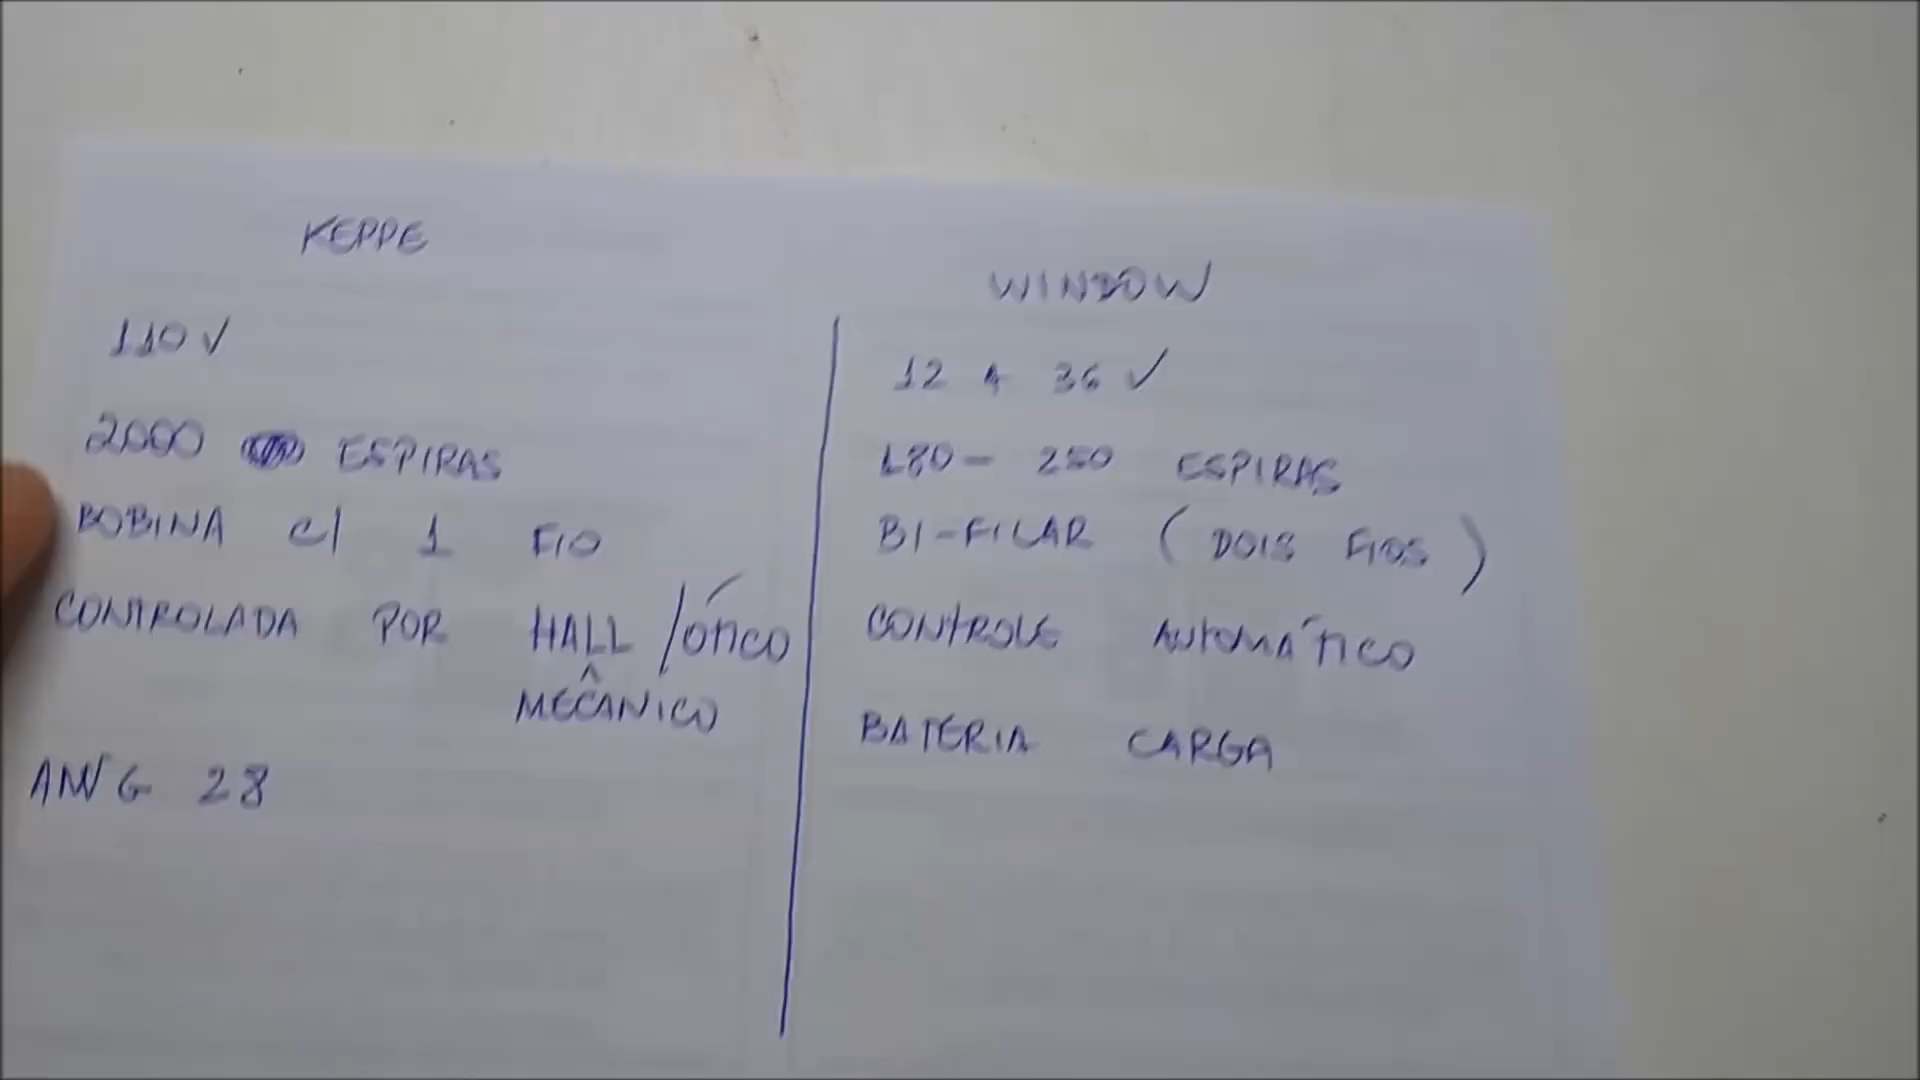 KEPPE
110 V
2000 ESPIRAS
BOBINA c/ 1 FIO
CONTROLADA POR HALL / ÓTICO
MECÂNICO
AWG 28
WINDOW
12 A 36 V
180 - 250 ESPIRAS
BI-FILAR ( DOIS FIOS )
CONTROLE AUTOMÁTICO
BATERIA CARGA